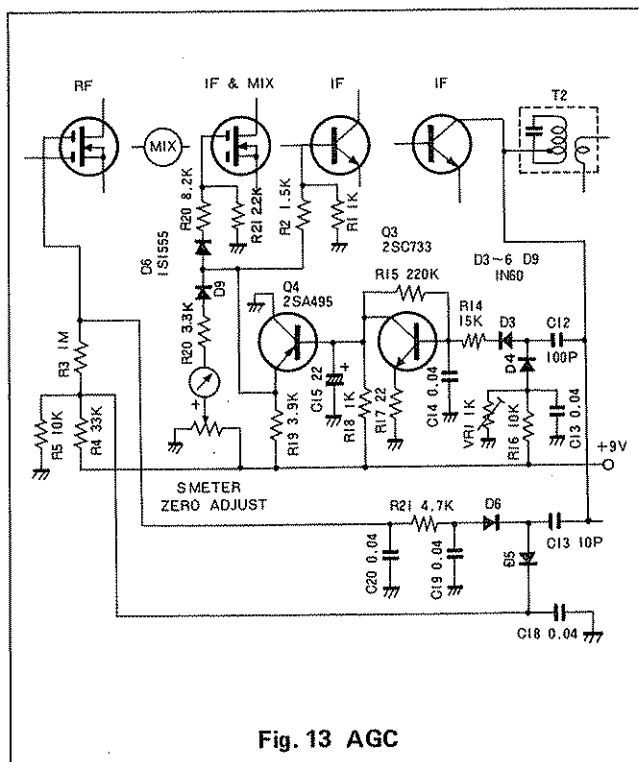 RF
IF & MIX
IF
IF
T2
MIX
R20 8.2K
R21 2.2K
R2 1.5K
R1 1K
D6
1S1555
Q3
2SC733
D3~6 D9
IN60
R15 220K
Q4
2SA495
D9
R20 3.3K
R14
15K
D3
C12
100P
D4
R3 1M
+
+
C15 22
R18 1K
R17 22
C14 0.04
VR1 1K
R16 10K
C13 0.04
R5 10K
R4 33K
R19 3.9K
+9V
SMETER
ZERO ADJUST
R21 4.7K
D6
C13 10P
D5
C20 0.04
C19 0.04
C18 0.04
Fig. 13 AGC